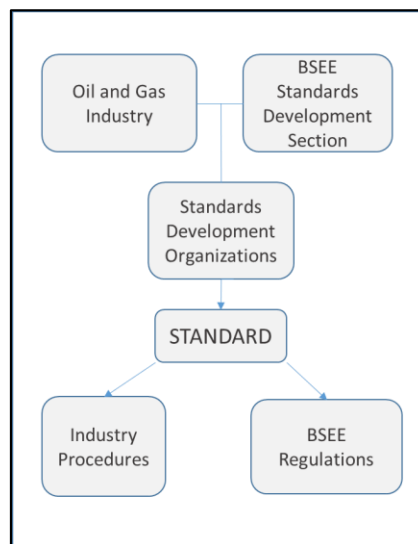 Oil and Gas
Industry
BSEE
Standards
Development
Section
Standards
Development
Organizations
STANDARD
Industry
Procedures
BSEE
Regulations